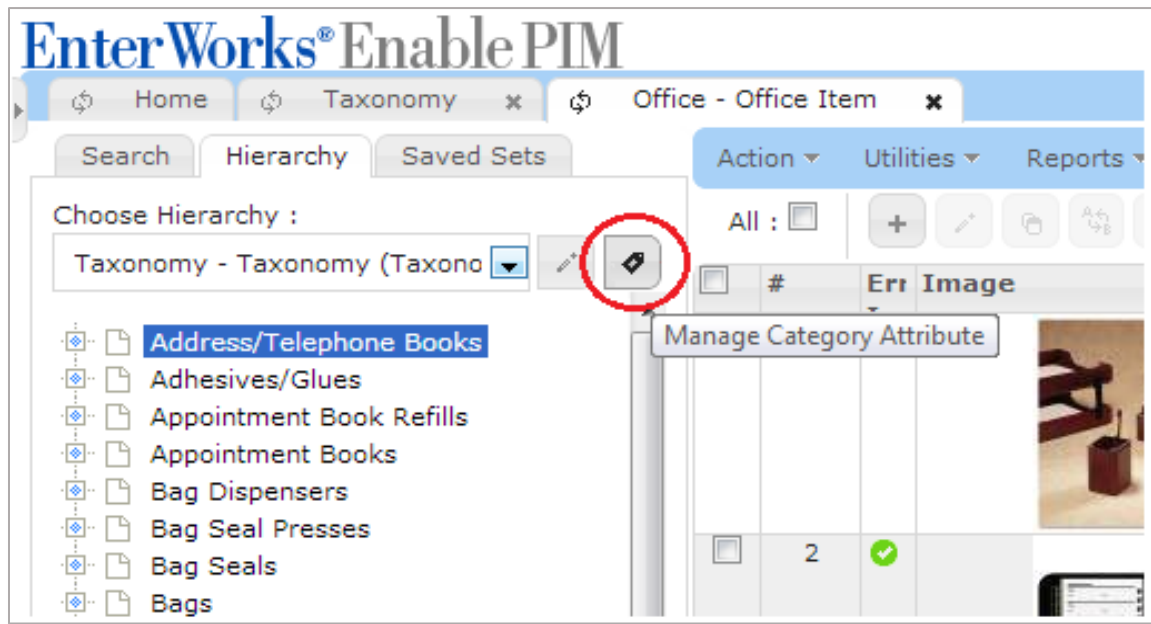 EnterWorks® Enable PIM
Home Taxonomy Office - Office Item
Search Hierarchy Saved Sets
Action Utilities Reports
Choose Hierarchy :
All :
Taxonomy - Taxonomy (Taxono
# Err Image
Manage Category Attribute
Address/Telephone Books
Adhesives/Glues
Appointment Book Refills
Appointment Books
Bag Dispensers
Bag Seal Presses
Bag Seals
2
Bags